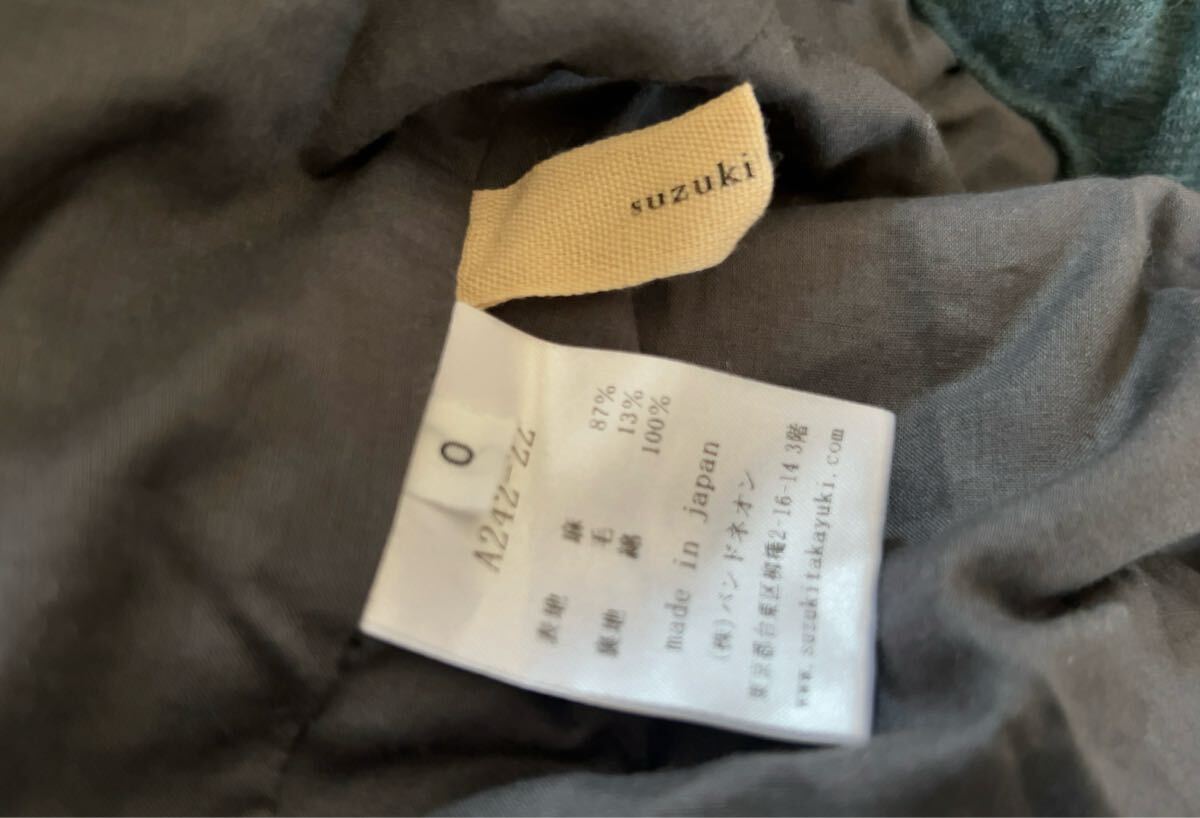 suzuki
0
A242-22
表地 麻 87%
毛 13%
裏地 綿 100%
made in japan
(株)バンドネオン
東京都台東区柳橋2-16-14 3階
www.suzukitakayuki.com